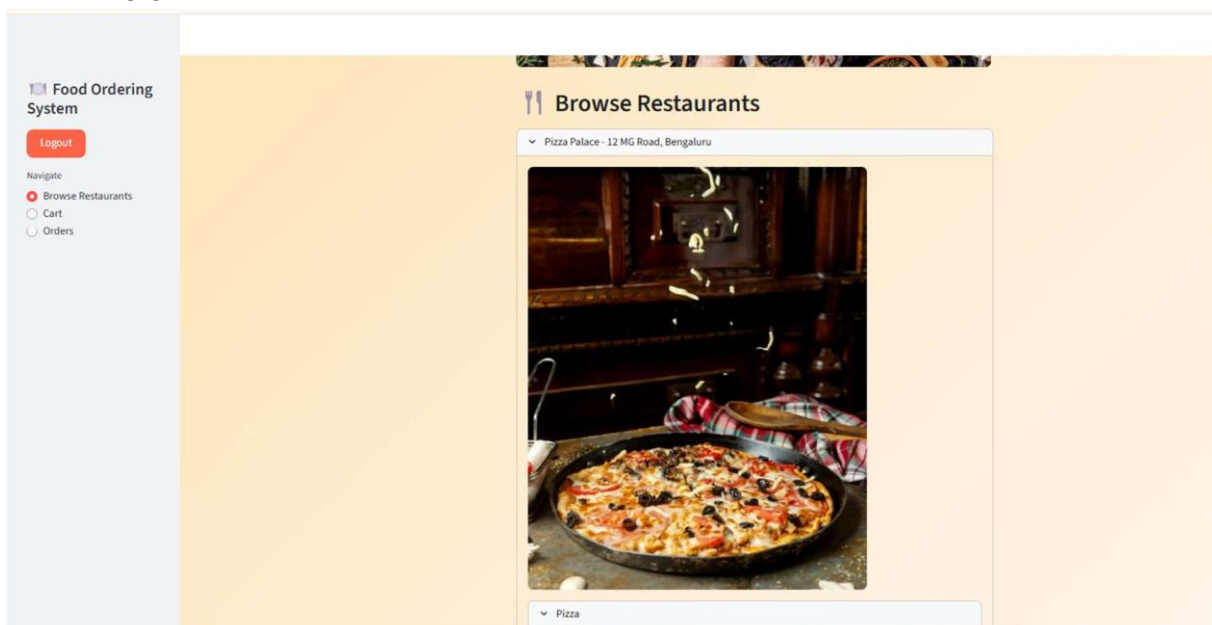 Food Ordering
System
Logout
Navigate
Browse Restaurants
Cart
Orders
Browse Restaurants
Pizza Palace - 12 MG Road, Bengaluru
Pizza